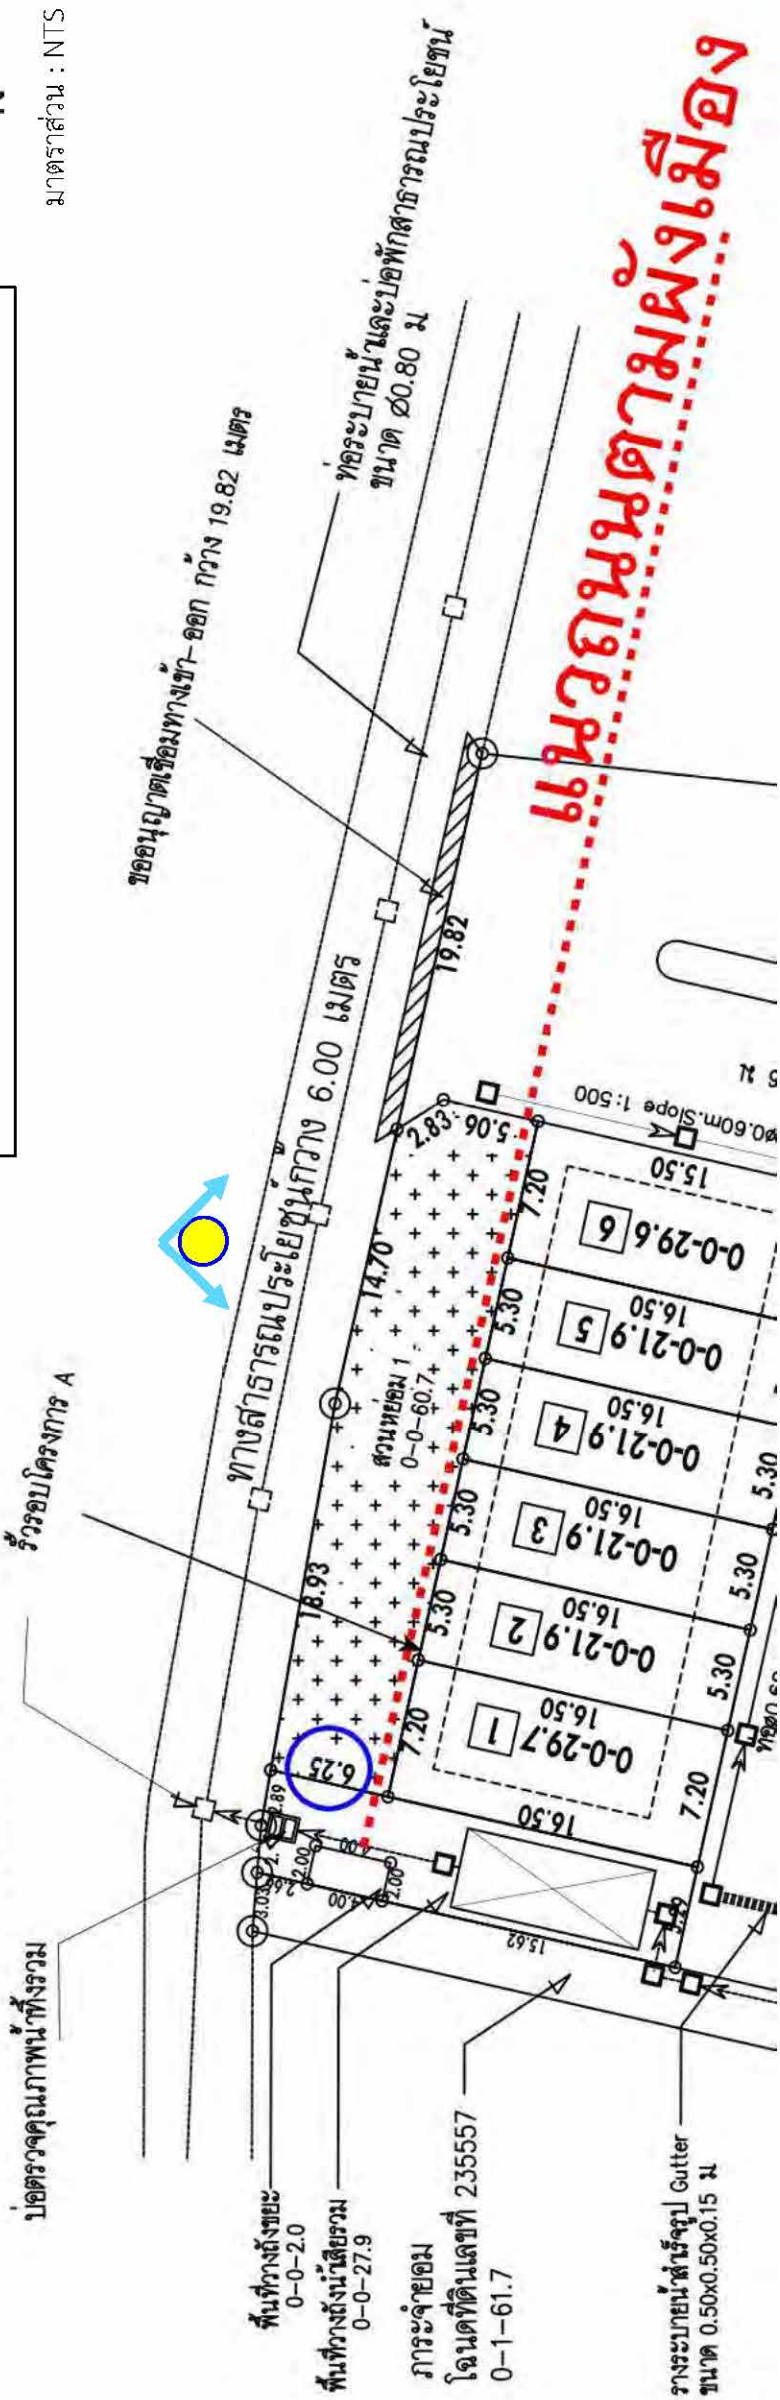 มาตราส่วน : NTS
ท่อระบายน้ำและบ่อพักสาธารณประโยชน์
ขนาด Ø0.80 ม
ขออนุญาตเชื่อมทางเข้า-ออก กว้าง 19.82 เมตร
แนวถนนตามผังเมือง
ทางสาธารณประโยชน์กว้าง 6.00 เมตร
รั้วรอบโครงการ A
บ่อตรวจคุณภาพน้ำทิ้งรวม
19.82
14.70
18.93
2.83
5.06
สวนหย่อม 1
0-0-60.7
6.25
7.20
5.30
5.30
5.30
5.30
7.20
1
0-0-29.7
16.50
2
0-0-21.9
16.50
3
0-0-21.9
16.50
4
0-0-21.9
16.50
5
0-0-21.9
16.50
6
0-0-29.6
15.50
16.50
7.20
5.30
5.30
5.30
Ø0.60m.Slope 1:500
2.89
3.03
2.00
4.00
4.00
2.00
15.62
พื้นที่วางถังขยะ
0-0-2.0
พื้นที่วางถังน้ำเสียรวม
0-0-27.9
ภาระจำยอม
โฉนดที่ดินเลขที่ 235557
0-1-61.7
รางระบายน้ำสำเร็จรูป Gutter
ขนาด 0.50x0.50x0.15 ม